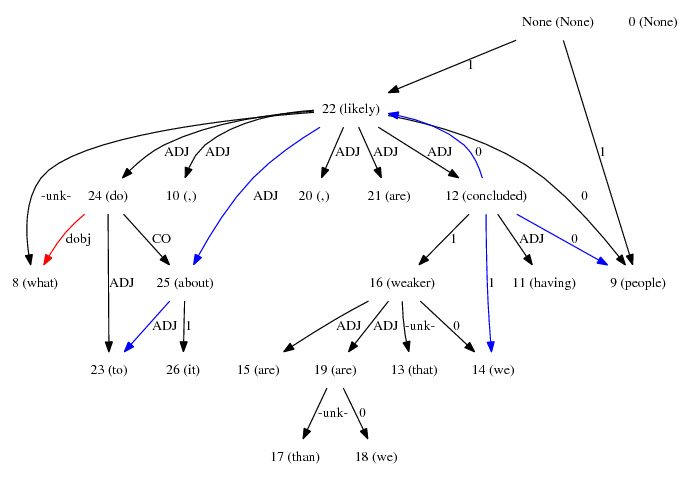 None (None) 0 (None)
1
22 (likely)
ADJ ADJ ADJ ADJ ADJ 0 1
-unk- 24 (do) 10 (,) ADJ 20 (,) 21 (are) 12 (concluded) 0
dobj CO 1 ADJ 0
8 (what) ADJ 25 (about) 16 (weaker) 1 11 (having) 9 (people)
ADJ 1 ADJ ADJ -unk- 0
23 (to) 26 (it) 15 (are) 19 (are) 13 (that) 14 (we)
-unk- 0
17 (than) 18 (we)